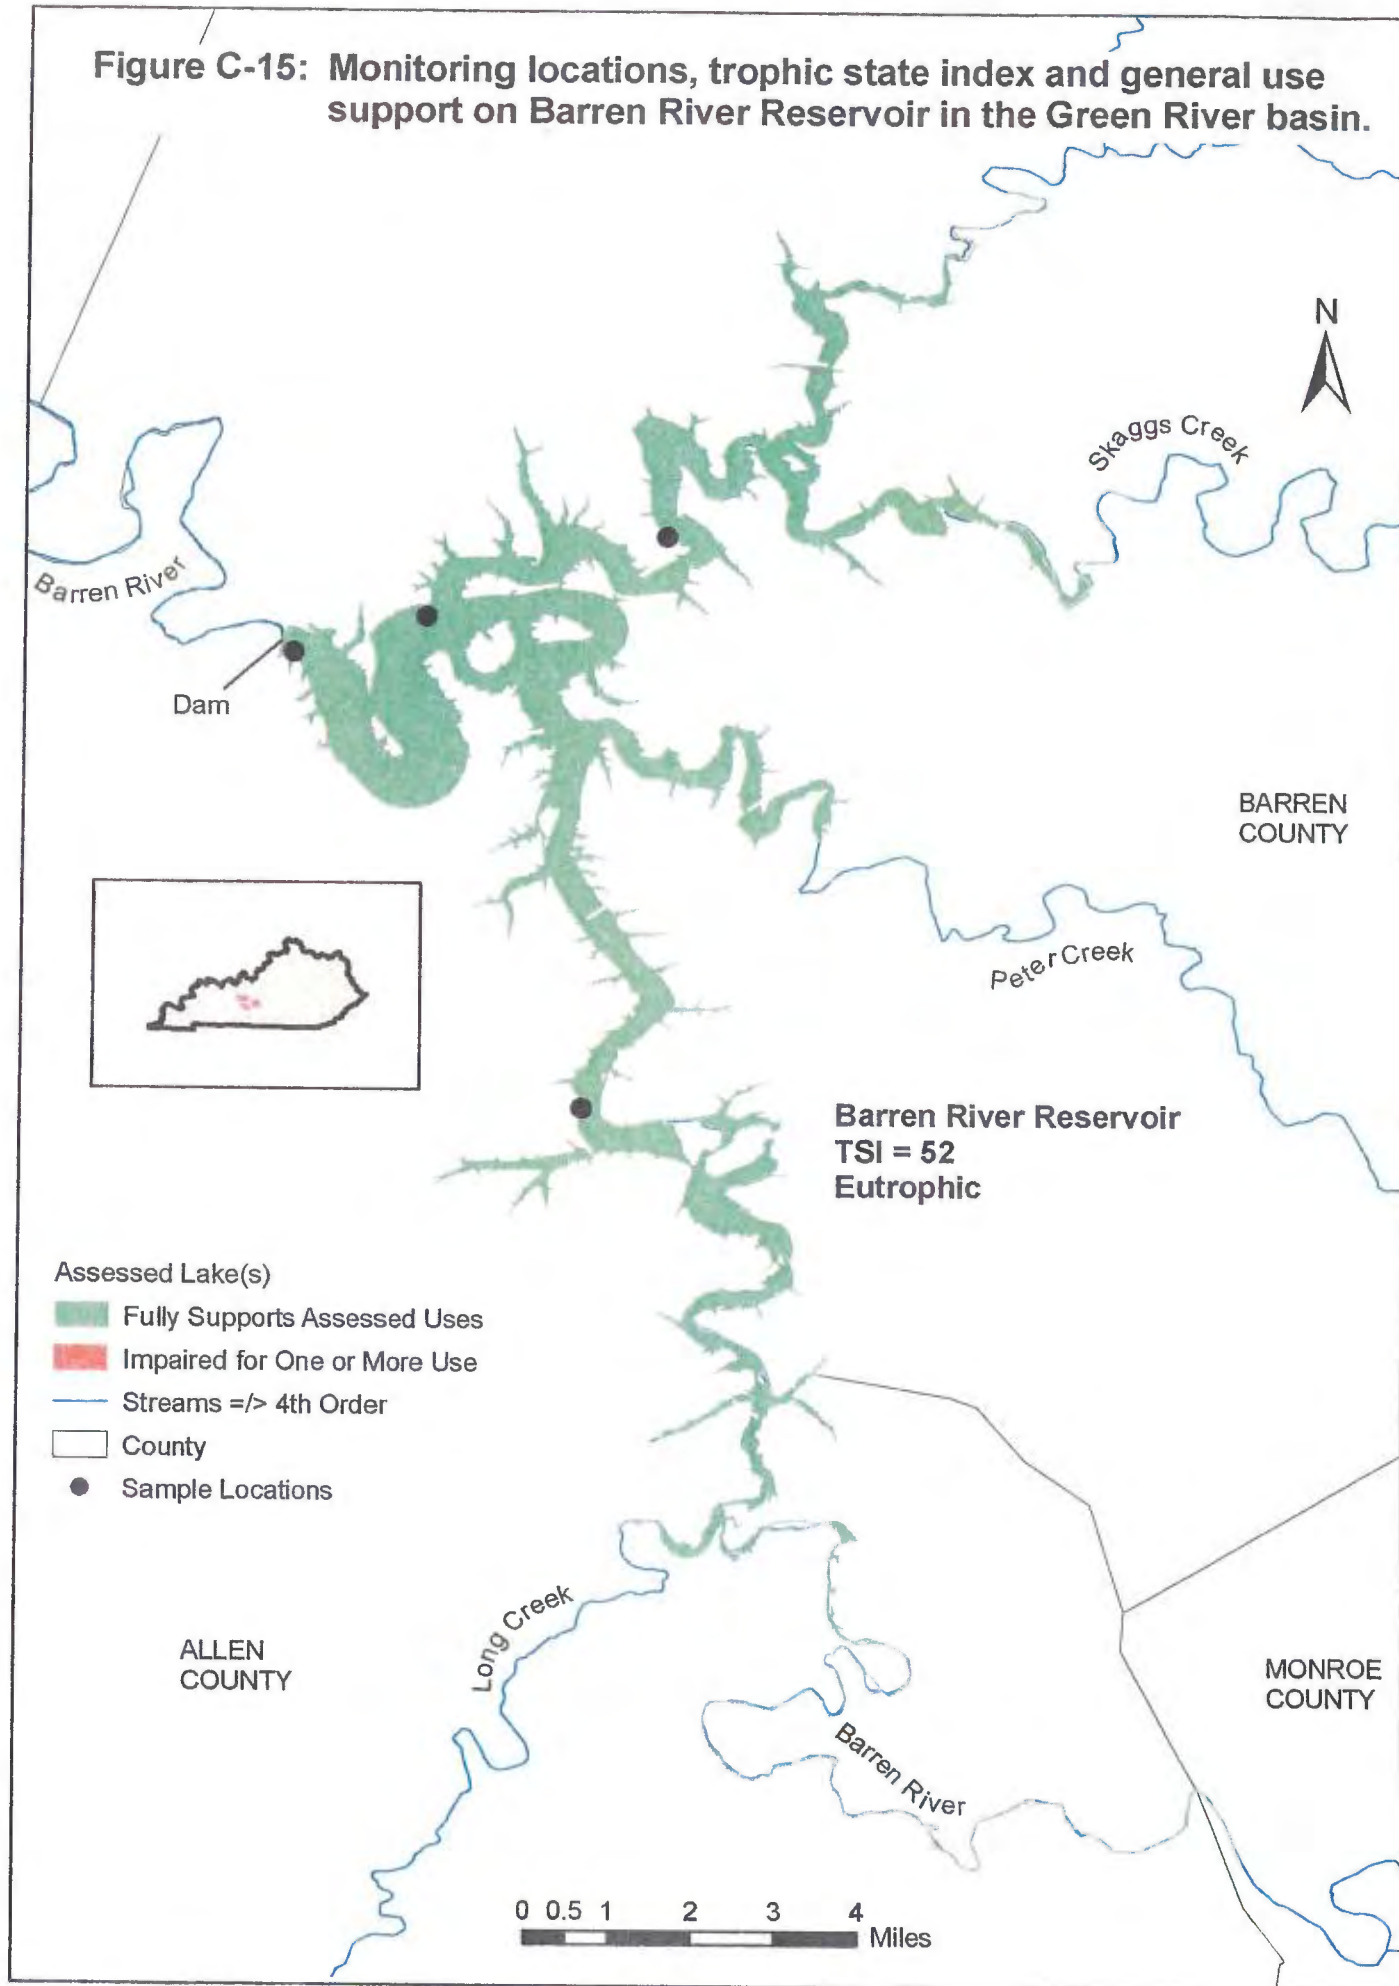 Figure C-15: Monitoring locations, trophic state index and general use
support on Barren River Reservoir in the Green River basin.
N
Skaggs Creek
Barren River
Dam
BARREN
COUNTY
Peter Creek
Barren River Reservoir
TSI = 52
Eutrophic
Assessed Lake(s)
Fully Supports Assessed Uses
Impaired for One or More Use
Streams =/> 4th Order
County
Sample Locations
Long Creek
ALLEN
COUNTY
MONROE
COUNTY
Barren River
0 0.5 1 2 3 4
Miles